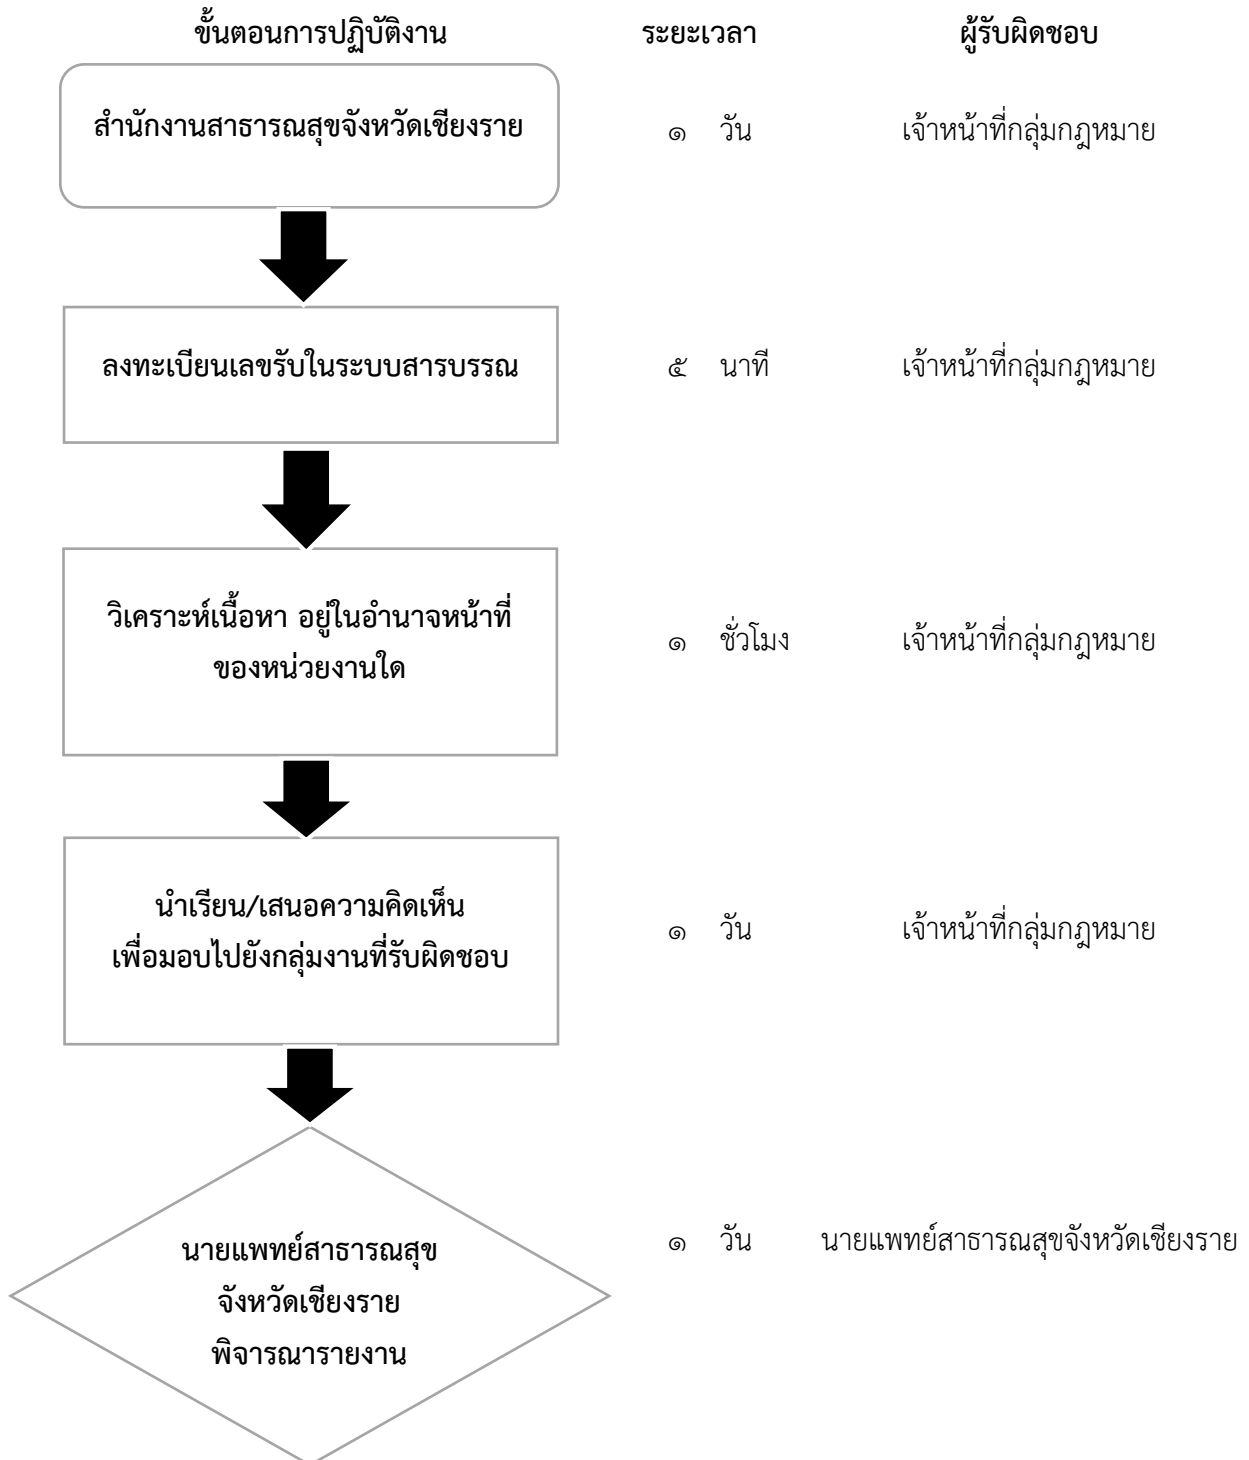 ขั้นตอนการปฏิบัติงาน ระยะเวลา ผู้รับผิดชอบ
สำนักงานสาธารณสุขจังหวัดเชียงราย ๑ วัน เจ้าหน้าที่กลุ่มกฎหมาย
ลงทะเบียนเลขรับในระบบสารบรรณ ๕ นาที เจ้าหน้าที่กลุ่มกฎหมาย
วิเคราะห์เนื้อหา อยู่ในอำนาจหน้าที่
ของหน่วยงานใด
๑ ชั่วโมง เจ้าหน้าที่กลุ่มกฎหมาย
นำเรียน/เสนอความคิดเห็น
เพื่อมอบไปยังกลุ่มงานที่รับผิดชอบ
๑ วัน เจ้าหน้าที่กลุ่มกฎหมาย
นายแพทย์สาธารณสุข
จังหวัดเชียงราย
พิจารณารายงาน
๑ วัน นายแพทย์สาธารณสุขจังหวัดเชียงราย